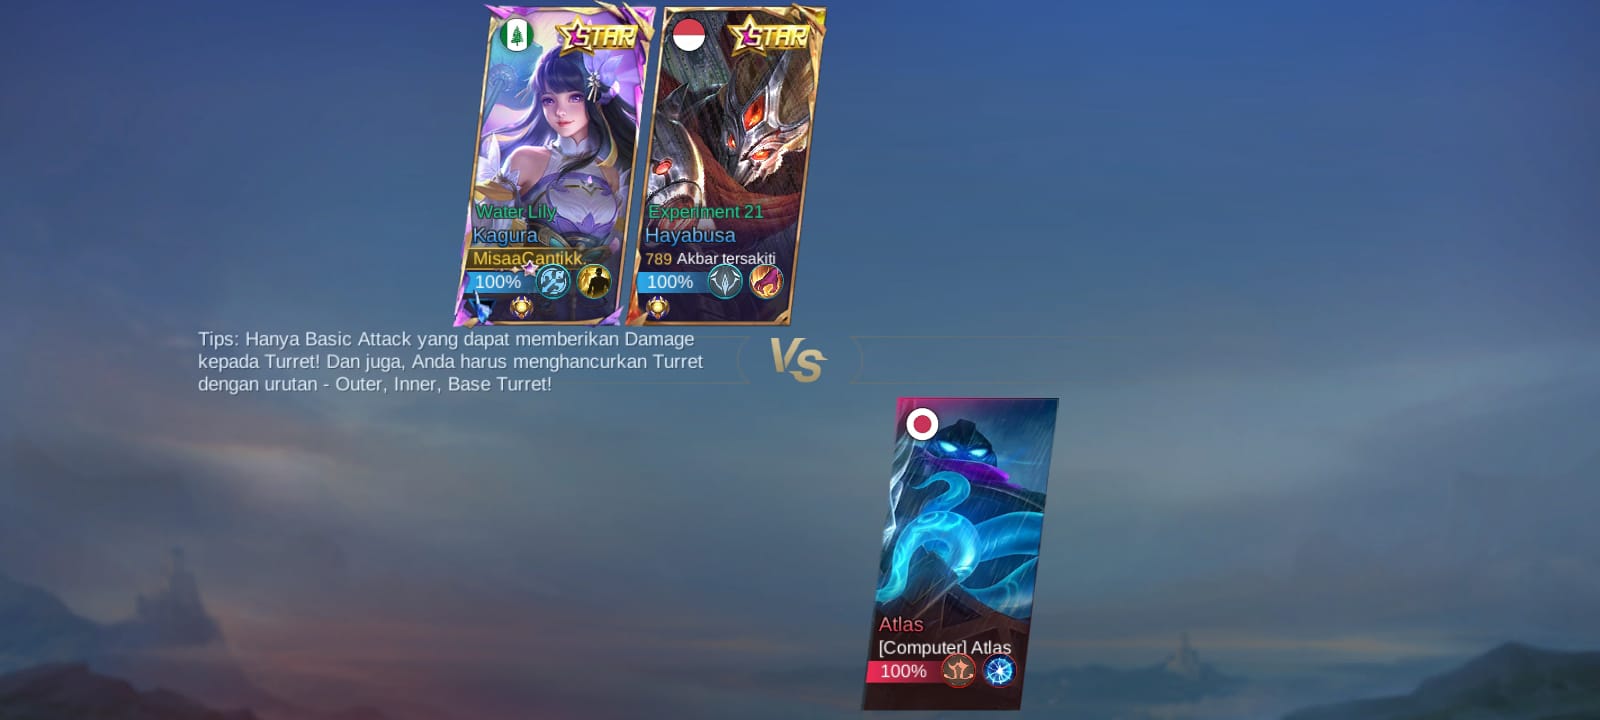 STAR
Water Lily
Kagura
MisaaCantikk.
100%
STAR
Experiment 21
Hayabusa
789 Akbar tersakiti
100%
Tips: Hanya Basic Attack yang dapat memberikan Damage
kepada Turret! Dan juga, Anda harus menghancurkan Turret
dengan urutan - Outer, Inner, Base Turret!
VS
Atlas
[Computer] Atlas
100%